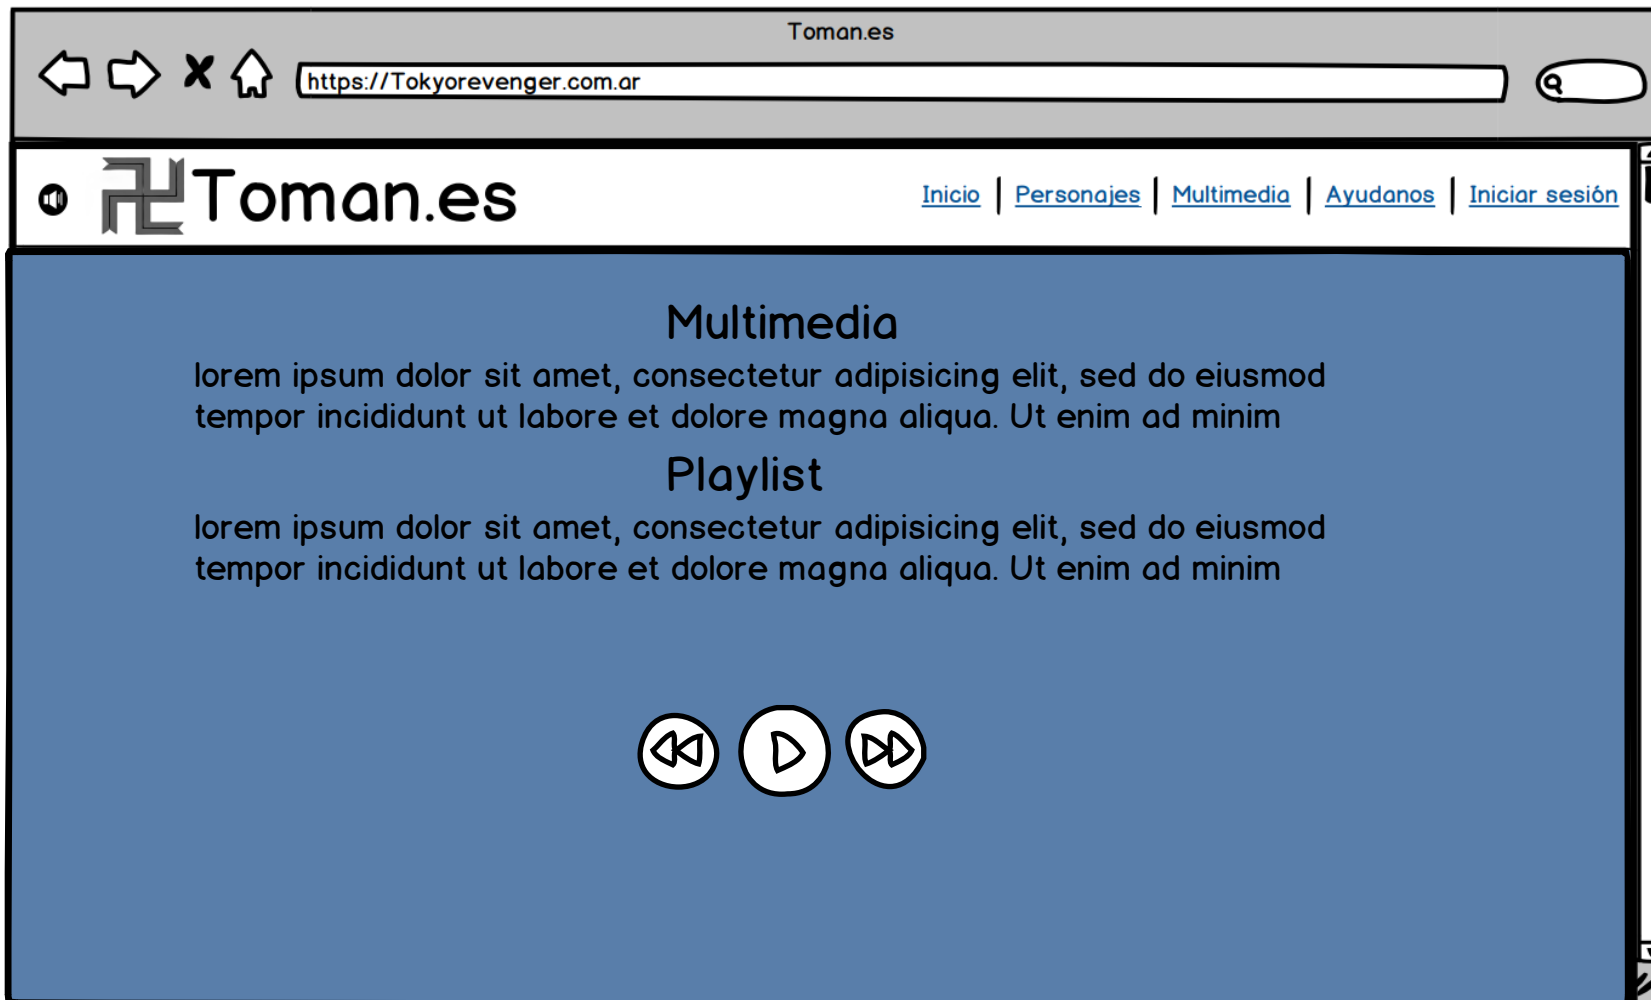 Toman.es
https://Tokyorevenger.com.ar
Toman.es
Inicio | Personajes | Multimedia | Ayudanos | Iniciar sesión
Multimedia
lorem ipsum dolor sit amet, consectetur adipisicing elit, sed do eiusmod
tempor incididunt ut labore et dolore magna aliqua. Ut enim ad minim
Playlist
lorem ipsum dolor sit amet, consectetur adipisicing elit, sed do eiusmod
tempor incididunt ut labore et dolore magna aliqua. Ut enim ad minim